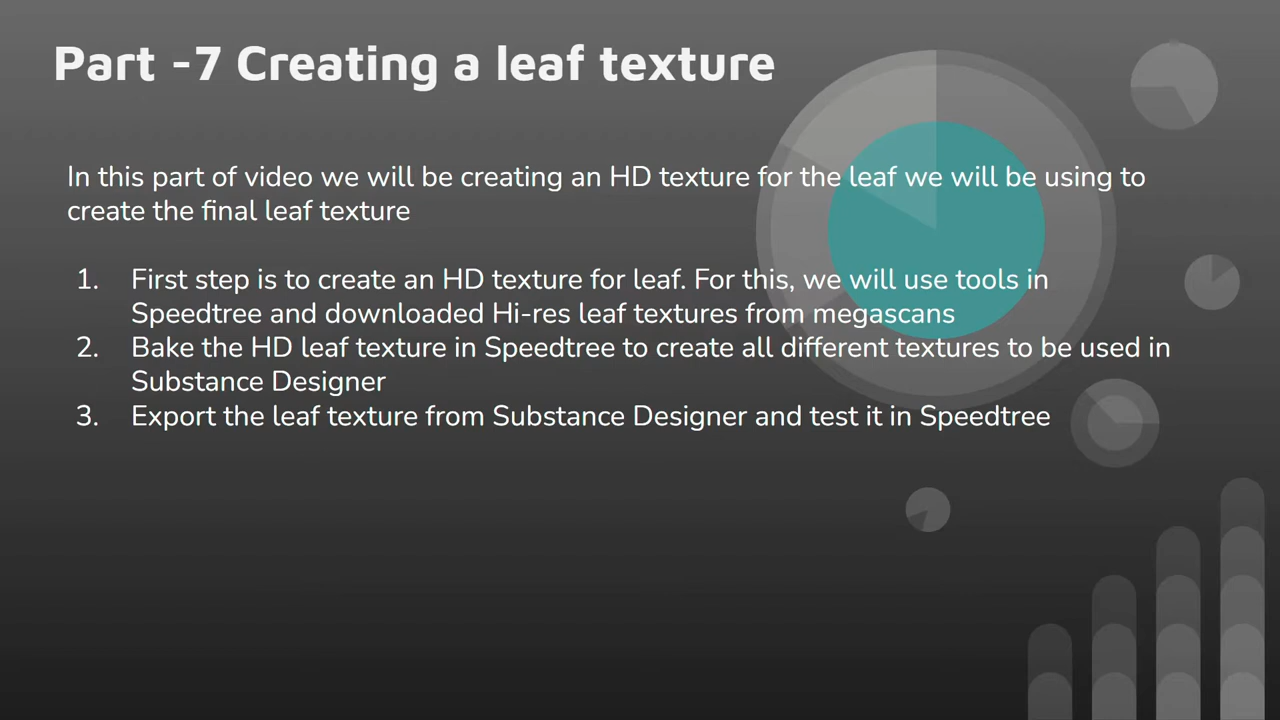 Part -7 Creating a leaf texture
In this part of video we will be creating an HD texture for the leaf we will be using to
create the final leaf texture
1. First step is to create an HD texture for leaf. For this, we will use tools in
Speedtree and downloaded Hi-res leaf textures from megascans
2. Bake the HD leaf texture in Speedtree to create all different textures to be used in
Substance Designer
3. Export the leaf texture from Substance Designer and test it in Speedtree